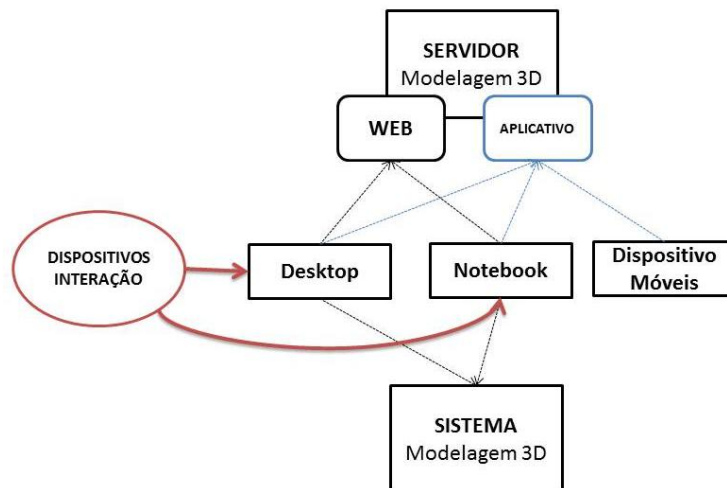 SERVIDOR
Modelagem 3D
WEB
APLICATIVO
DISPOSITIVOS
INTERAÇÃO
Desktop
Notebook
Dispositivo
Móveis
SISTEMA
Modelagem 3D